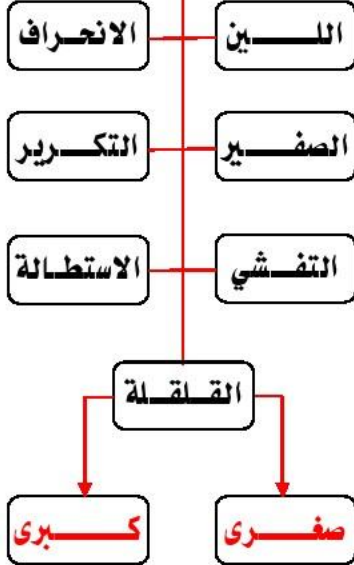 اللين الانحراف
الصفير التكرير
التفشي الاستطالة
القلقلة
صغرى كبرى